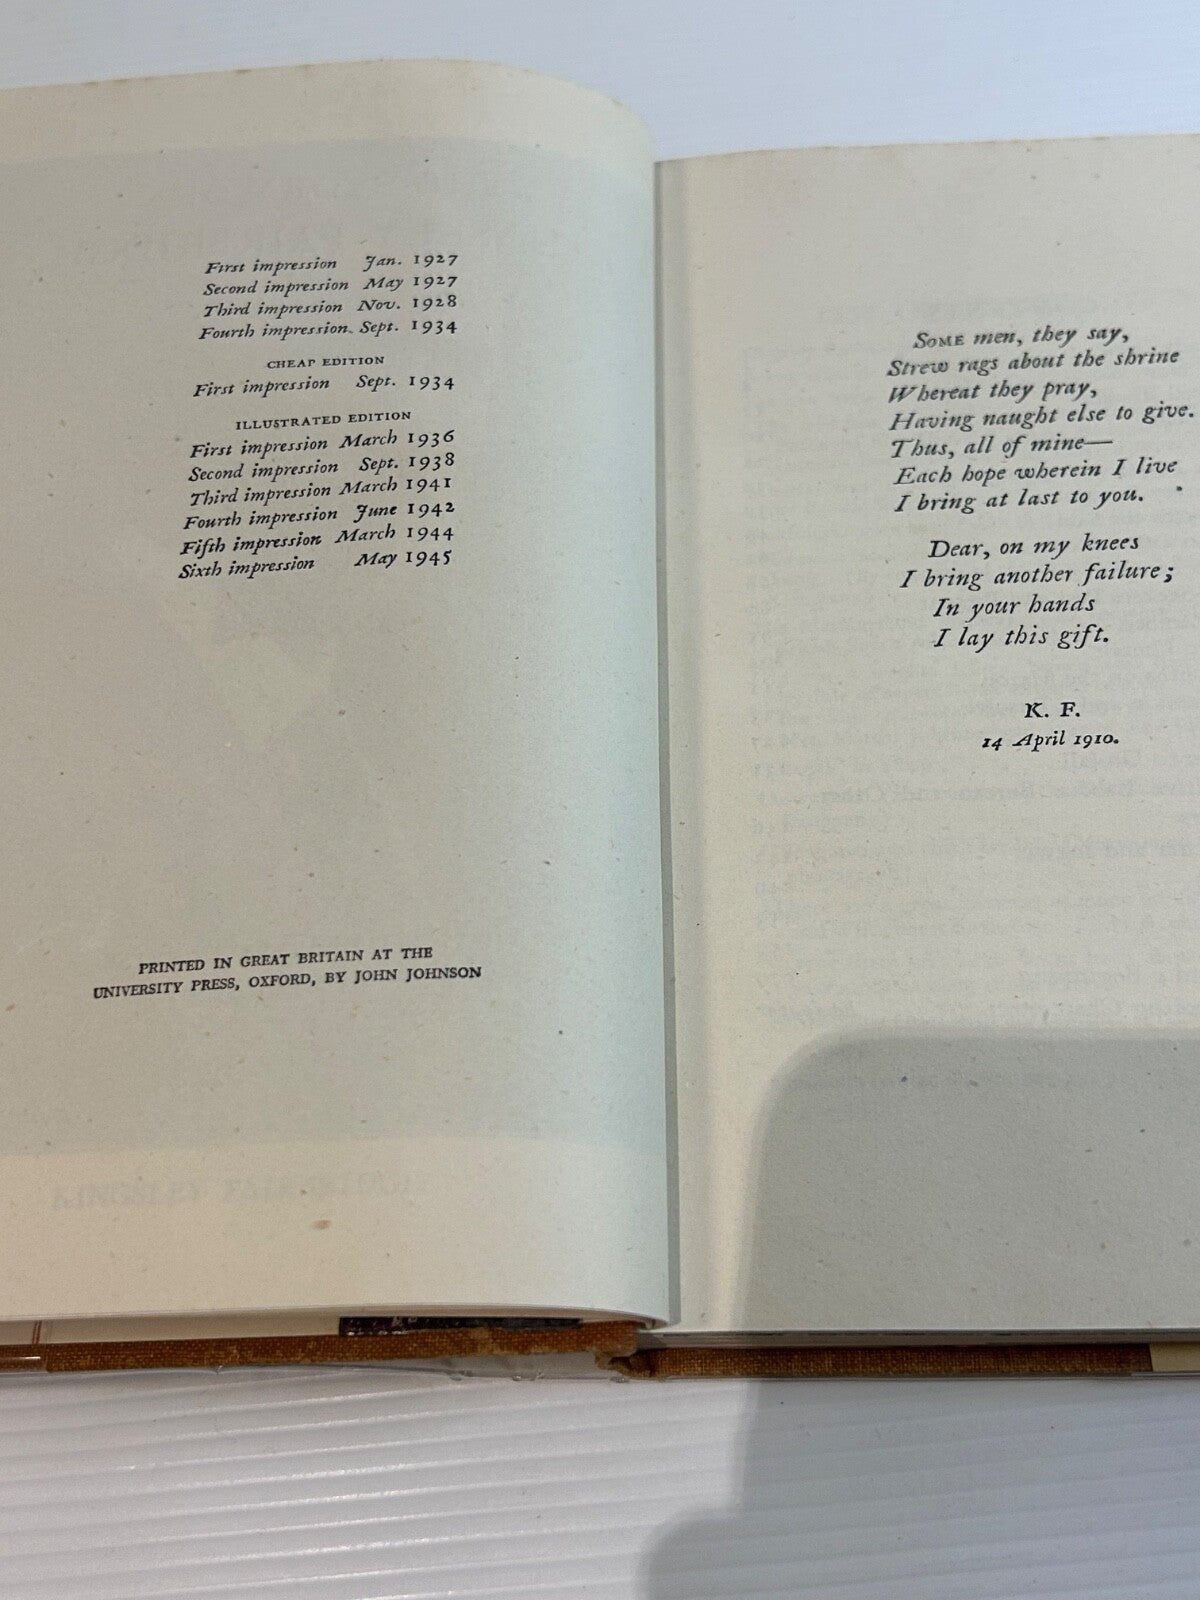 First impression Jan. 1927
Second impression May 1927
Third impression Nov. 1928
Fourth impression Sept. 1934
CHEAP EDITION
First impression Sept. 1934
ILLUSTRATED EDITION
First impression March 1936
Second impression Sept. 1938
Third impression March 1941
Fourth impression June 1942
Fifth impression March 1944
Sixth impression May 1945
PRINTED IN GREAT BRITAIN AT THE
UNIVERSITY PRESS, OXFORD, BY JOHN JOHNSON
SOME men, they say,
Strew rags about the shrine
Whereat they pray,
Having naught else to give.
Thus, all of mine—
Each hope wherein I live
I bring at last to you.
Dear, on my knees
I bring another failure;
In your hands
I lay this gift.
K. F.
14 April 1910.